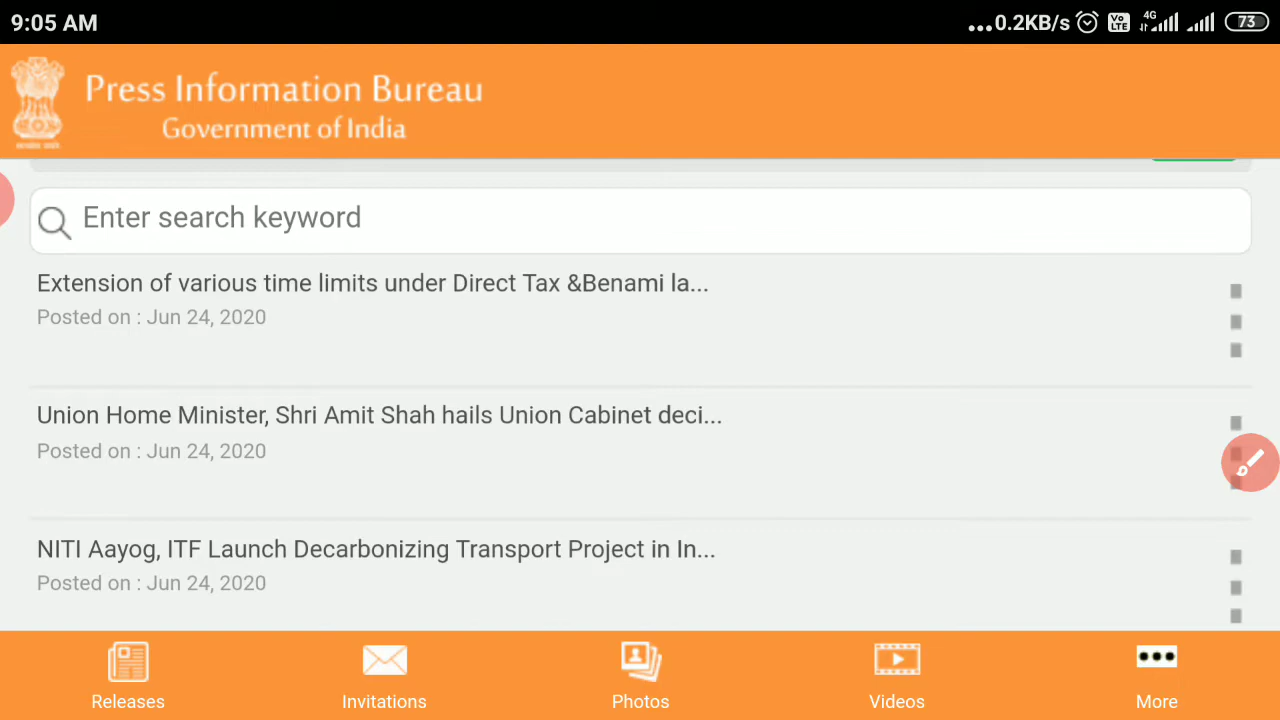 9:05 AM
...0.2KB/s
Vo LTE
4G
73
Press Information Bureau
Government of India
Enter search keyword
Extension of various time limits under Direct Tax &Benami la...
Posted on : Jun 24, 2020
Union Home Minister, Shri Amit Shah hails Union Cabinet deci...
Posted on : Jun 24, 2020
NITI Aayog, ITF Launch Decarbonizing Transport Project in In...
Posted on : Jun 24, 2020
Releases
Invitations
Photos
Videos
More